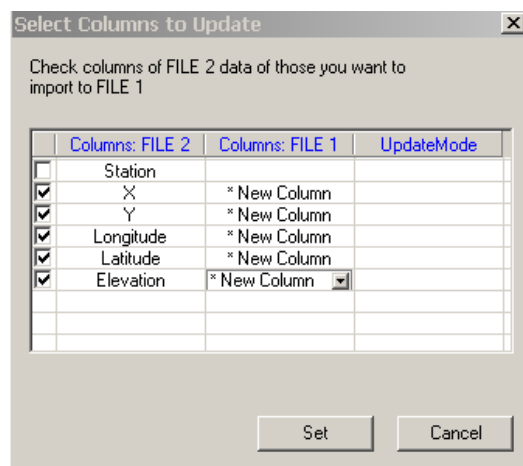 Select Columns to Update
Check columns of FILE 2 data of those you want to
import to FILE 1
Columns: FILE 2 Columns: FILE 1 UpdateMode
Station
X * New Column
Y * New Column
Longitude * New Column
Latitude * New Column
Elevation * New Column
Set Cancel